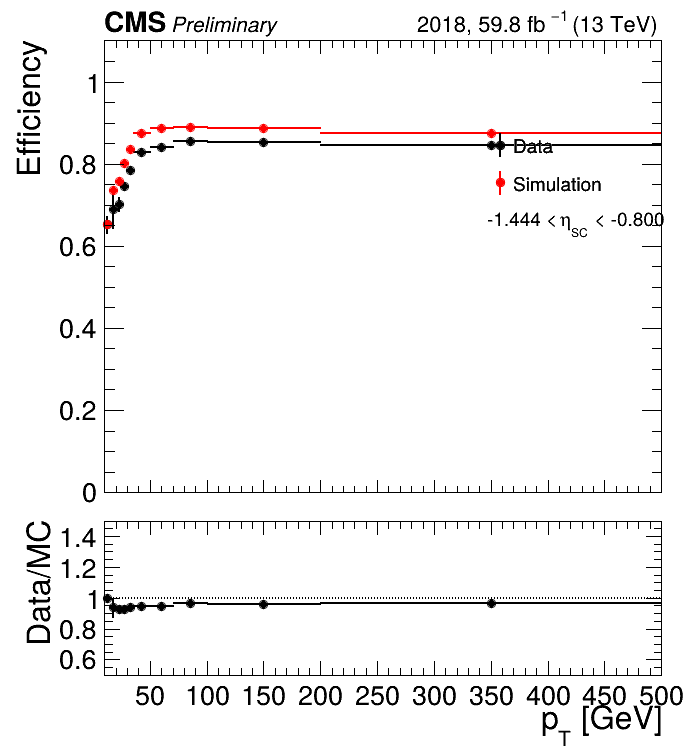 CMS Preliminary 2018, 59.8 fb⁻¹ (13 TeV)
Efficiency
1
0.8
0.6
0.4
0.2
0
Data
Simulation
-1.444 < η_SC < -0.800
Data/MC
1.4
1.2
1
0.8
0.6
50 100 150 200 250 300 350 400 450 500
p_T [GeV]